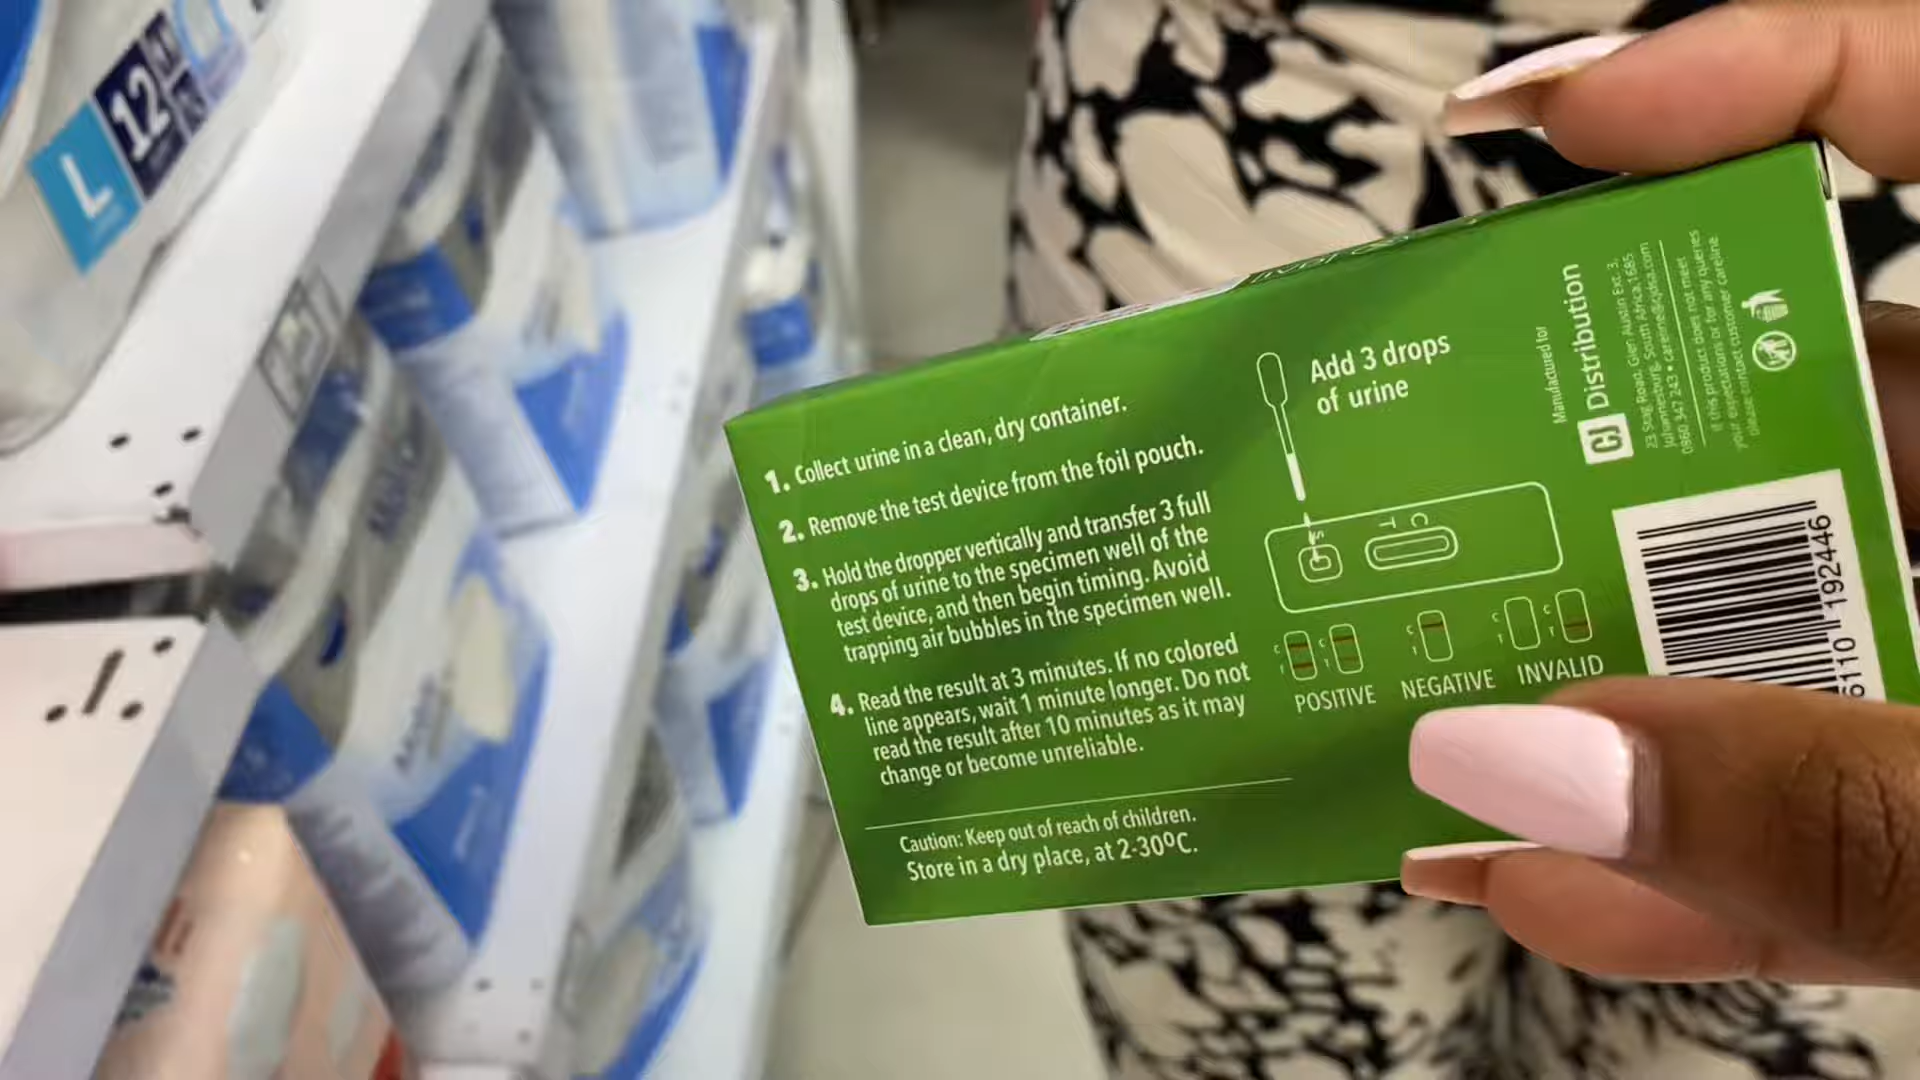 L
12
1. Collect urine in a clean, dry container.
2. Remove the test device from the foil pouch.
3. Hold the dropper vertically and transfer 3 full
drops of urine to the specimen well of the
test device, and then begin timing. Avoid
trapping air bubbles in the specimen well.
4. Read the result at 3 minutes. If no colored
line appears, wait 1 minute longer. Do not
read the result after 10 minutes as it may
change or become unreliable.
Caution: Keep out of reach of children.
Store in a dry place, at 2-30ºC.
Add 3 drops
of urine
S
T C
C T
C T
C T
C T
C T
POSITIVE
NEGATIVE
INVALID
Manufactured for
CJ Distribution
23 Stag Road, Glen Austin Ext. 3,
Johannesburg, South Africa, 1685
0860 347 243 • careline@cjdsa.com
If this product does not meet
your expectations or for any queries
please contact customer careline.
6110 192446